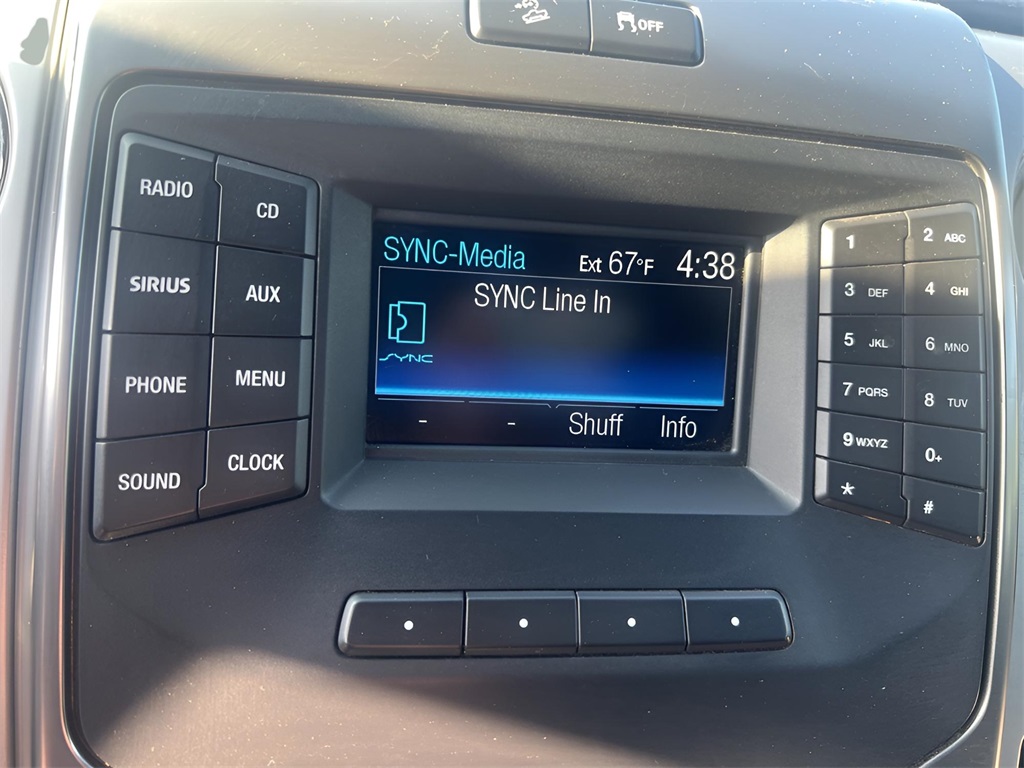 OFF
RADIO
CD
SIRIUS
AUX
PHONE
MENU
SOUND
CLOCK
SYNC-Media
Ext 67°F
4:38
SYNC Line In
SYNC
- - Shuff Info
1
2 ABC
3 DEF
4 GHI
5 JKL
6 MNO
7 PQRS
8 TUV
9 WXYZ
0+
*
#